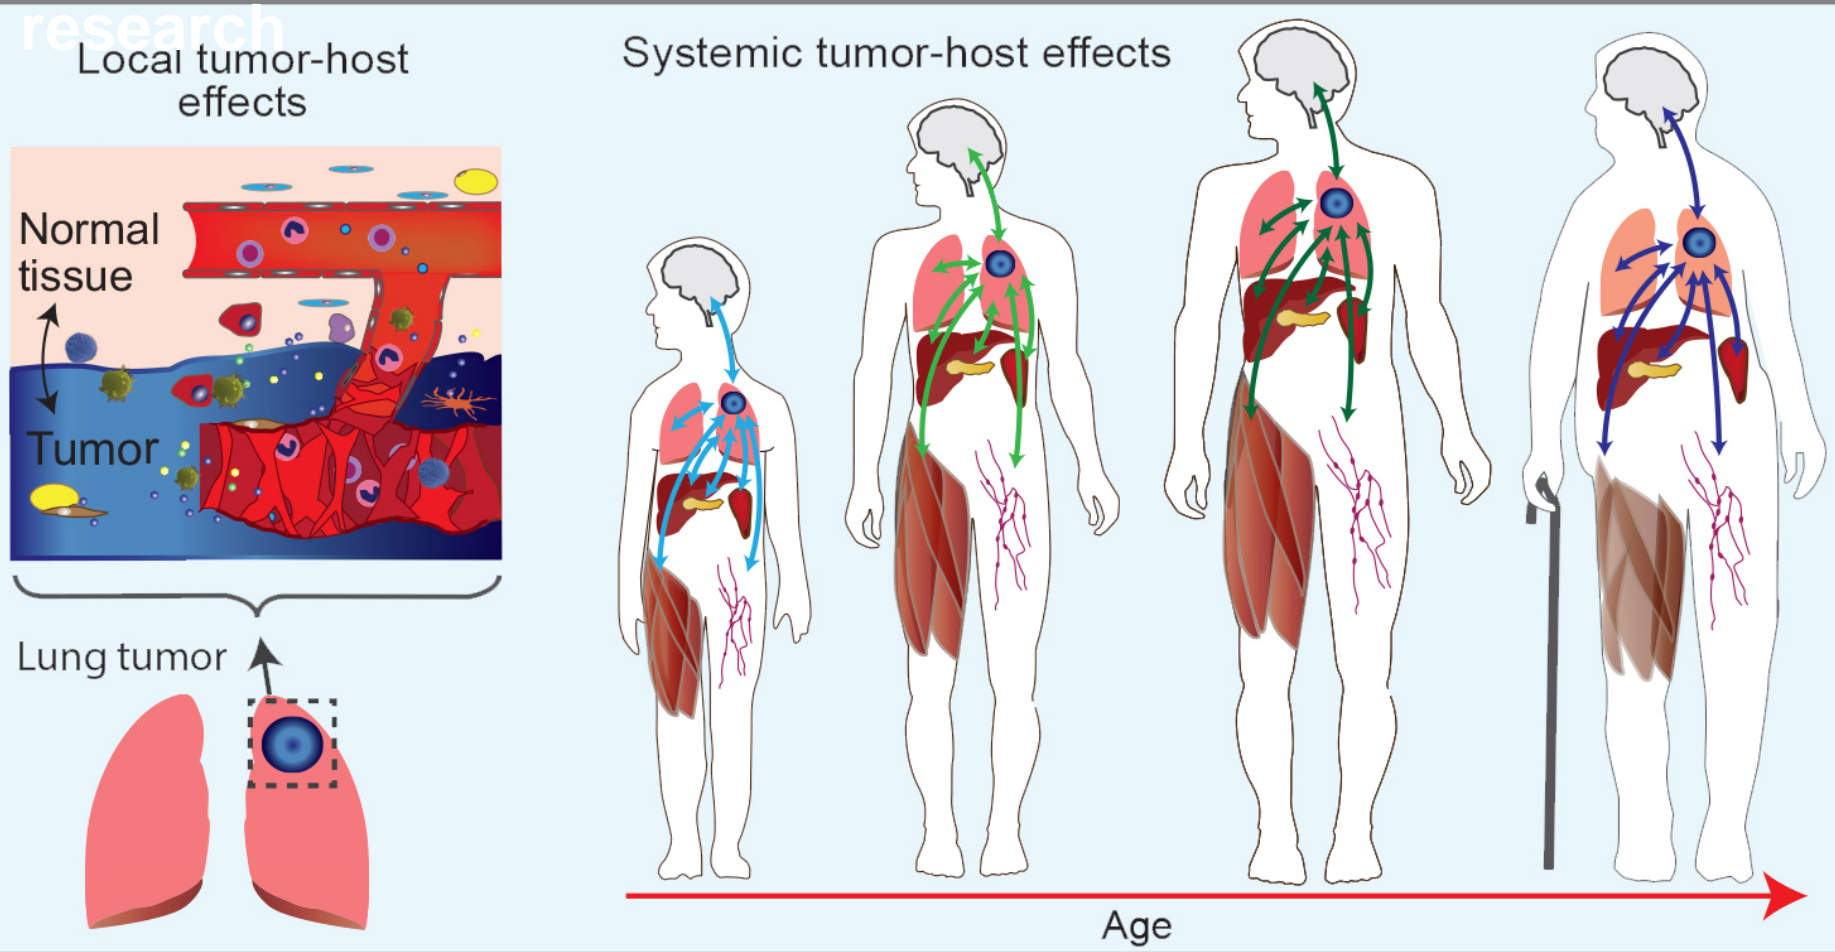 research
Local tumor-host
effects
Normal
tissue
Tumor
Lung tumor
Systemic tumor-host effects
Age